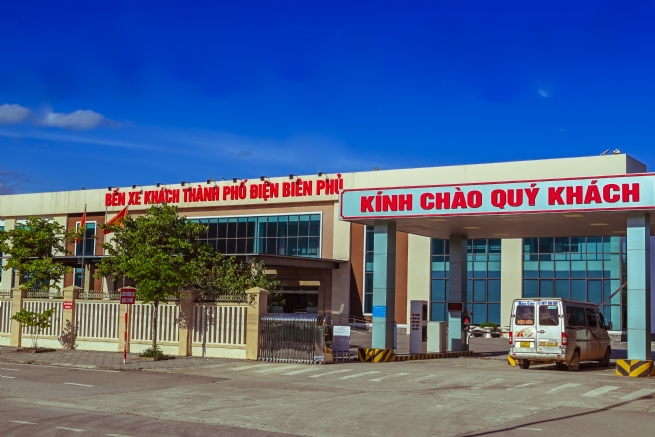 BẾN XE KHÁCH THÀNH PHỐ ĐIỆN BIÊN PHỦ
KÍNH CHÀO QUÝ KHÁCH